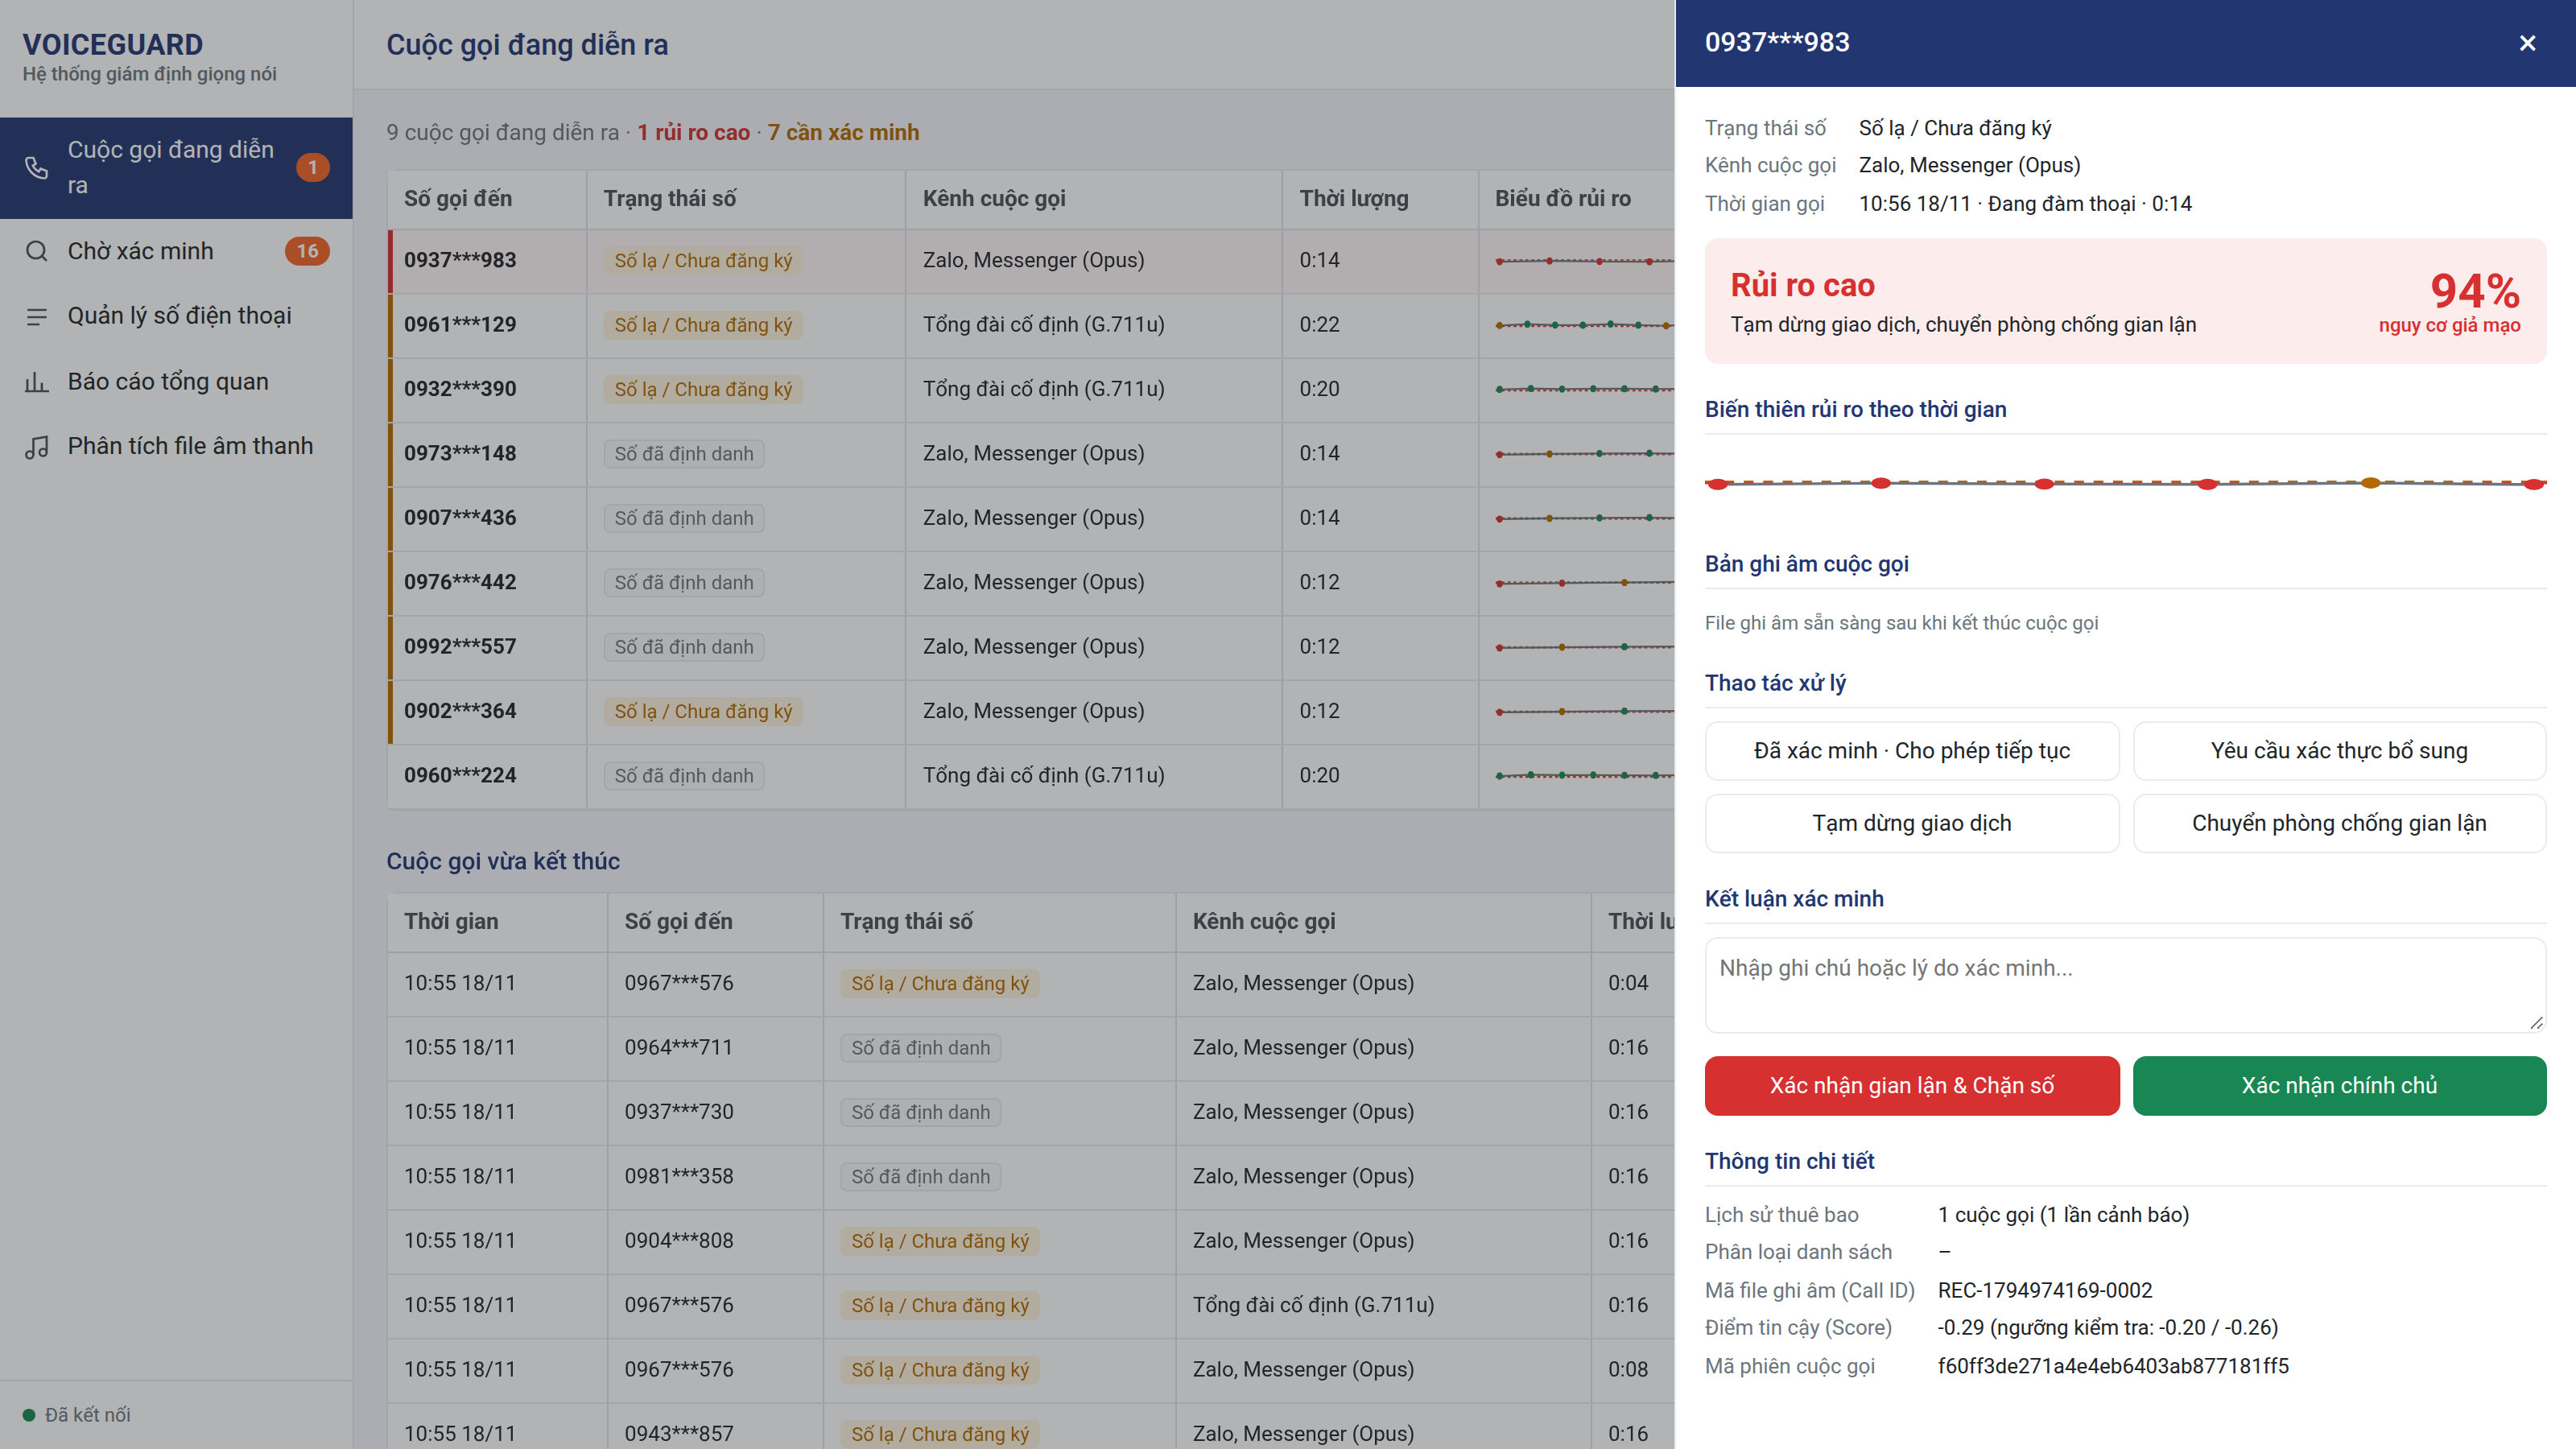 VOICEGUARD
Hệ thống giám định giọng nói
Cuộc gọi đang diễn ra 1
Chờ xác minh 16
Quản lý số điện thoại
Báo cáo tổng quan
Phân tích file âm thanh
Đã kết nối
Cuộc gọi đang diễn ra
9 cuộc gọi đang diễn ra · 1 rủi ro cao · 7 cần xác minh
Số gọi đến Trạng thái số Kênh cuộc gọi Thời lượng Biểu đồ rủi ro
0937***983 Số lạ / Chưa đăng ký Zalo, Messenger (Opus) 0:14
0961***129 Số lạ / Chưa đăng ký Tổng đài cố định (G.711u) 0:22
0932***390 Số lạ / Chưa đăng ký Tổng đài cố định (G.711u) 0:20
0973***148 Số đã định danh Zalo, Messenger (Opus) 0:14
0907***436 Số đã định danh Zalo, Messenger (Opus) 0:14
0976***442 Số đã định danh Zalo, Messenger (Opus) 0:12
0992***557 Số đã định danh Zalo, Messenger (Opus) 0:12
0902***364 Số lạ / Chưa đăng ký Zalo, Messenger (Opus) 0:12
0960***224 Số đã định danh Tổng đài cố định (G.711u) 0:20
Cuộc gọi vừa kết thúc
Thời gian Số gọi đến Trạng thái số Kênh cuộc gọi Thời lư
10:55 18/11 0967***576 Số lạ / Chưa đăng ký Zalo, Messenger (Opus) 0:04
10:55 18/11 0964***711 Số đã định danh Zalo, Messenger (Opus) 0:16
10:55 18/11 0937***730 Số đã định danh Zalo, Messenger (Opus) 0:16
10:55 18/11 0981***358 Số đã định danh Zalo, Messenger (Opus) 0:16
10:55 18/11 0904***808 Số lạ / Chưa đăng ký Zalo, Messenger (Opus) 0:16
10:55 18/11 0967***576 Số lạ / Chưa đăng ký Tổng đài cố định (G.711u) 0:16
10:55 18/11 0967***576 Số lạ / Chưa đăng ký Zalo, Messenger (Opus) 0:08
10:55 18/11 0943***857 Số lạ / Chưa đăng ký Zalo, Messenger (Opus) 0:16
0937***983 ×
Trạng thái số Số lạ / Chưa đăng ký
Kênh cuộc gọi Zalo, Messenger (Opus)
Thời gian gọi 10:56 18/11 · Đang đàm thoại · 0:14
Rủi ro cao 94%
Tạm dừng giao dịch, chuyển phòng chống gian lận nguy cơ giả mạo
Biến thiên rủi ro theo thời gian
Bản ghi âm cuộc gọi
File ghi âm sẵn sàng sau khi kết thúc cuộc gọi
Thao tác xử lý
Đã xác minh · Cho phép tiếp tục Yêu cầu xác thực bổ sung
Tạm dừng giao dịch Chuyển phòng chống gian lận
Kết luận xác minh
Nhập ghi chú hoặc lý do xác minh...
Xác nhận gian lận & Chặn số Xác nhận chính chủ
Thông tin chi tiết
Lịch sử thuê bao 1 cuộc gọi (1 lần cảnh báo)
Phân loại danh sách –
Mã file ghi âm (Call ID) REC-1794974169-0002
Điểm tin cậy (Score) -0.29 (ngưỡng kiểm tra: -0.20 / -0.26)
Mã phiên cuộc gọi f60ff3de271a4e4eb6403ab877181ff5